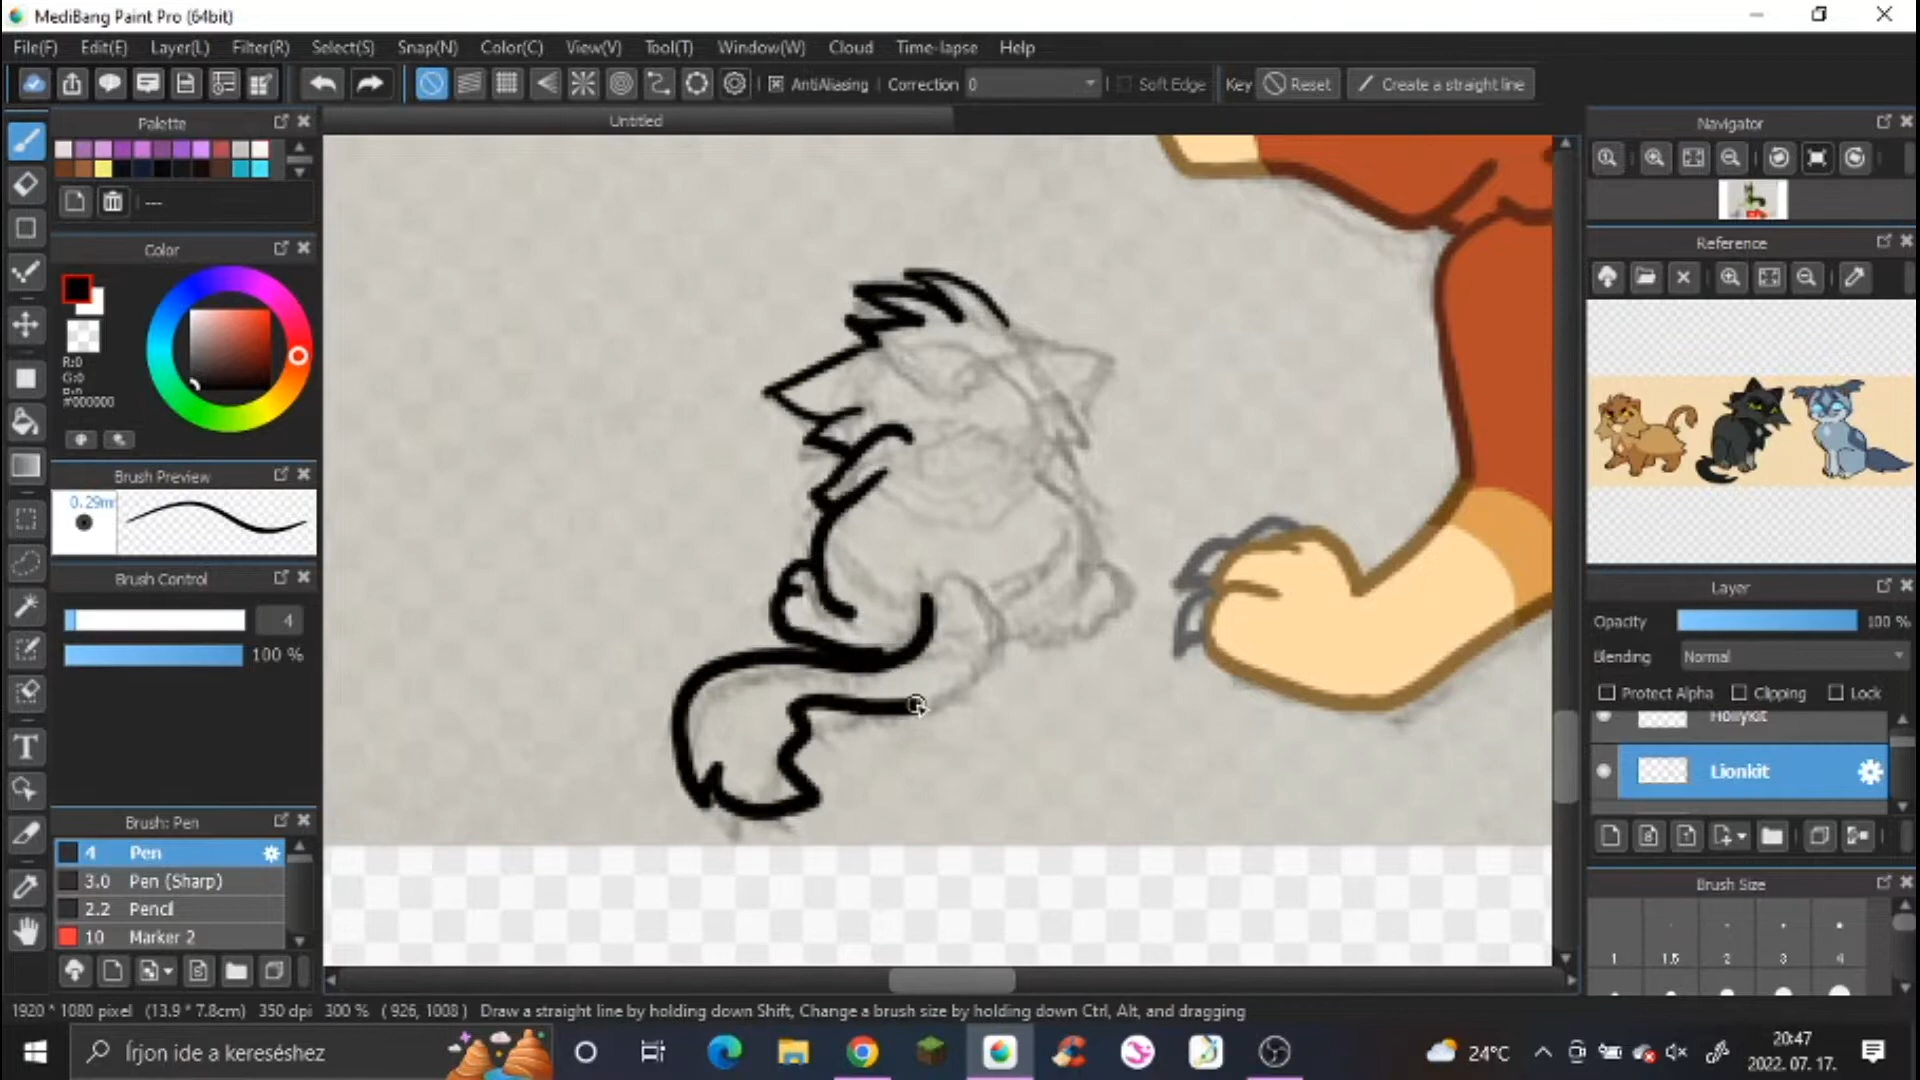 MediBang Paint Pro (64bit)
File(F) Edit(E) Layer(L) Filter(R) Select(S) Snap(N) Color(C) View(V) Tool(T) Window(W) Cloud Time-lapse Help
AntiAliasing Correction 0 Soft Edge Key Reset Create a straight line
Untitled
Palette
---
Color
R:0
G:0
#000000
Brush Preview
0.29m
Brush Control
4
100 %
Brush: Pen
4 Pen
3.0 Pen (Sharp)
2.2 Pencil
10 Marker 2
Navigator
Reference
Layer
Opacity 100 %
Blending Normal
Protect Alpha Clipping Lock
Hollykit
Lionkit
Brush Size
1 1.5 2 3 4
1920 * 1080 pixel (13.9 * 7.8cm) 350 dpi 300 % ( 926, 1008 ) Draw a straight line by holding down Shift, Change a brush size by holding down Ctrl, Alt, and dragging
Írjon ide a kereséshez
24°C
20:47
2022. 07. 17.